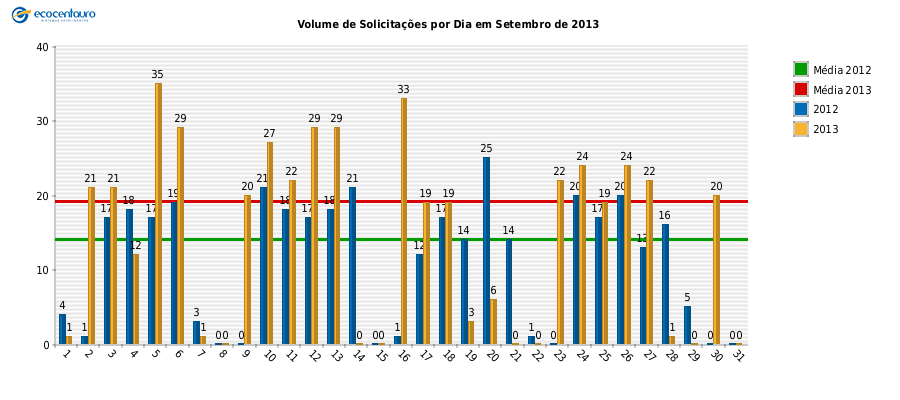 ecocentauro
Volume de Solicitações por Dia em Setembro de 2013
40
30
20
10
0
4 1 1 21 17 21 18 12 17 35 19 29 3 1 0 0 0 20 21 27 18 22 17 29 18 29 21 0 0 0 1 33 12 19 17 19 14 3 25 6 14 0 1 0 0 22 20 24 17 19 20 24 13 22 16 1 5 0 0 20 0 0
1 2 3 4 5 6 7 8 9 10 11 12 13 14 15 16 17 18 19 20 21 22 23 24 25 26 27 28 29 30 31
Média 2012
Média 2013
2012
2013